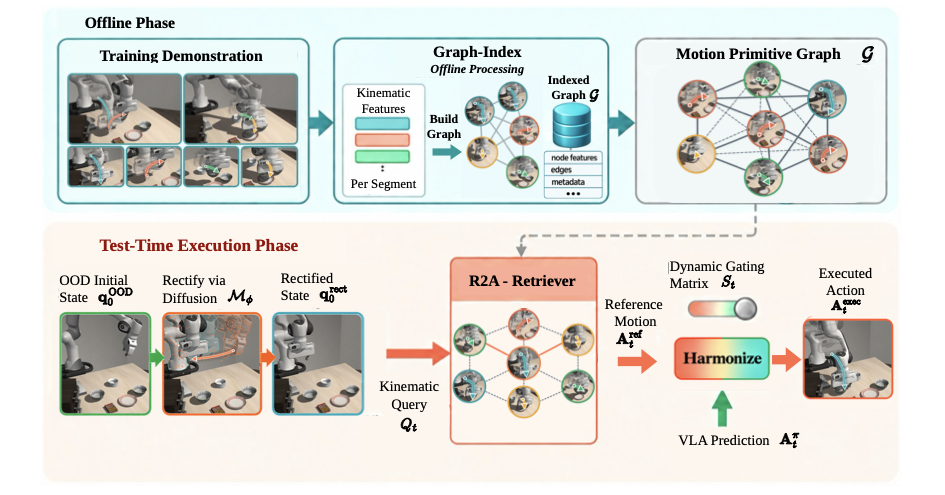 Offline Phase
Training Demonstration
Graph-Index
Offline Processing
Kinematic
Features
⋮
Per Segment
Build
Graph
Indexed
Graph 𝒢
node features
edges
metadata
•••
Motion Primitive Graph 𝒢
Test-Time Execution Phase
OOD Initial
State q₀^OOD
Rectify via
Diffusion ℳ_ϕ
Rectified
State q₀^rect
Kinematic
Query
Q_t
R2A - Retriever
Reference
Motion
A_t^ref
Dynamic Gating
Matrix S_t
Harmonize
VLA Prediction A_t^π
Executed
Action
A_t^exec